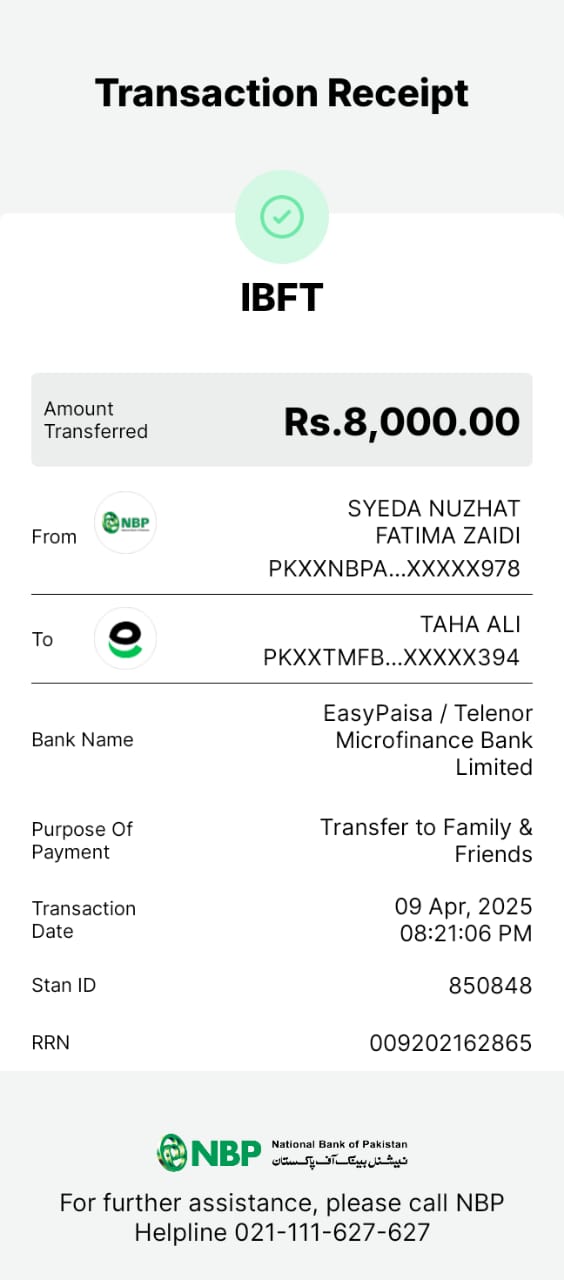 Transaction Receipt
IBFT
Amount
Transferred
Rs.8,000.00
From
NBP
SYEDA NUZHAT
FATIMA ZAIDI
PKXXNBPA...XXXXX978
To
TAHA ALI
PKXXTMFB...XXXXX394
Bank Name
EasyPaisa / Telenor
Microfinance Bank
Limited
Purpose Of
Payment
Transfer to Family &
Friends
Transaction
Date
09 Apr, 2025
08:21:06 PM
Stan ID
850848
RRN
009202162865
NBP
National Bank of Pakistan
نیشنل بینک آف پاکستان
For further assistance, please call NBP
Helpline 021-111-627-627